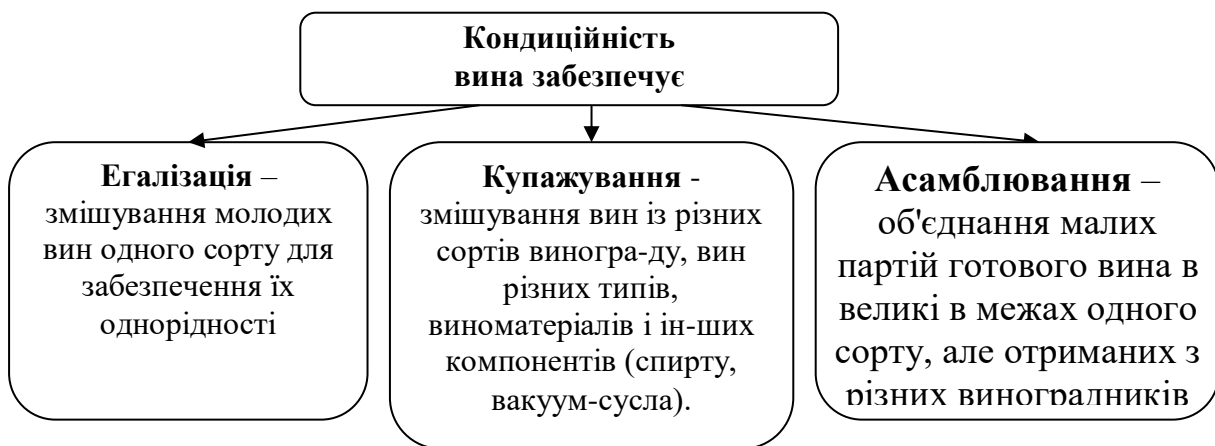 Кондиційність
вина забезпечує
Егалізація –
змішування молодих
вин одного сорту для
забезпечення їх
однорідності
Купажування -
змішування вин із різних
сортів виногра-ду, вин
різних типів,
виноматеріалів і ін-ших
компонентів (спирту,
вакуум-сусла).
Асамблювання –
об'єднання малих
партій готового вина в
великі в межах одного
сорту, але отриманих з
різних виноградників